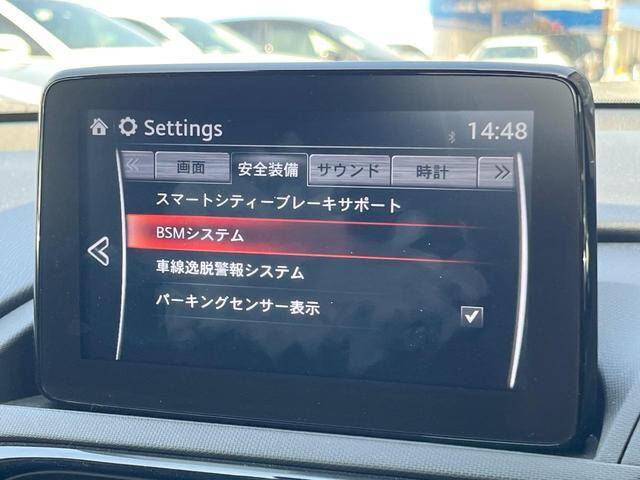 Settings 14:48
画面 安全装備 サウンド 時計
スマートシティーブレーキサポート
BSMシステム
車線逸脱警報システム
パーキングセンサー表示